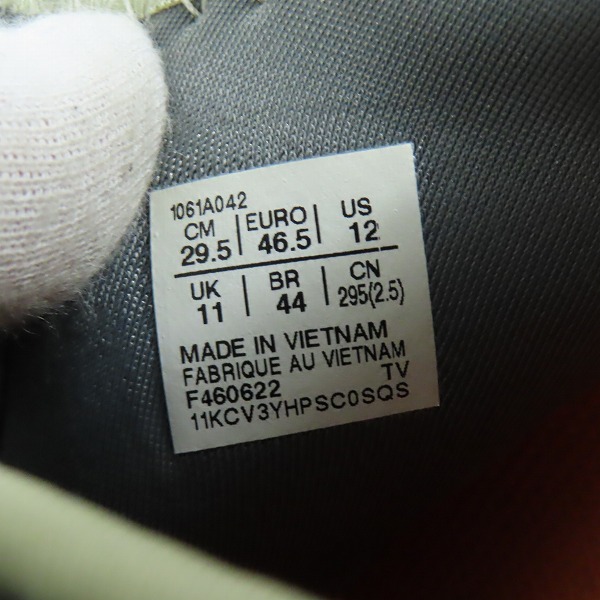 1061A042
CM EURO US
29.5 46.5 12
UK BR CN
11 44 295(2.5)
MADE IN VIETNAM
FABRIQUE AU VIETNAM
F460622 TV
11KCV3YHPSC0SQS